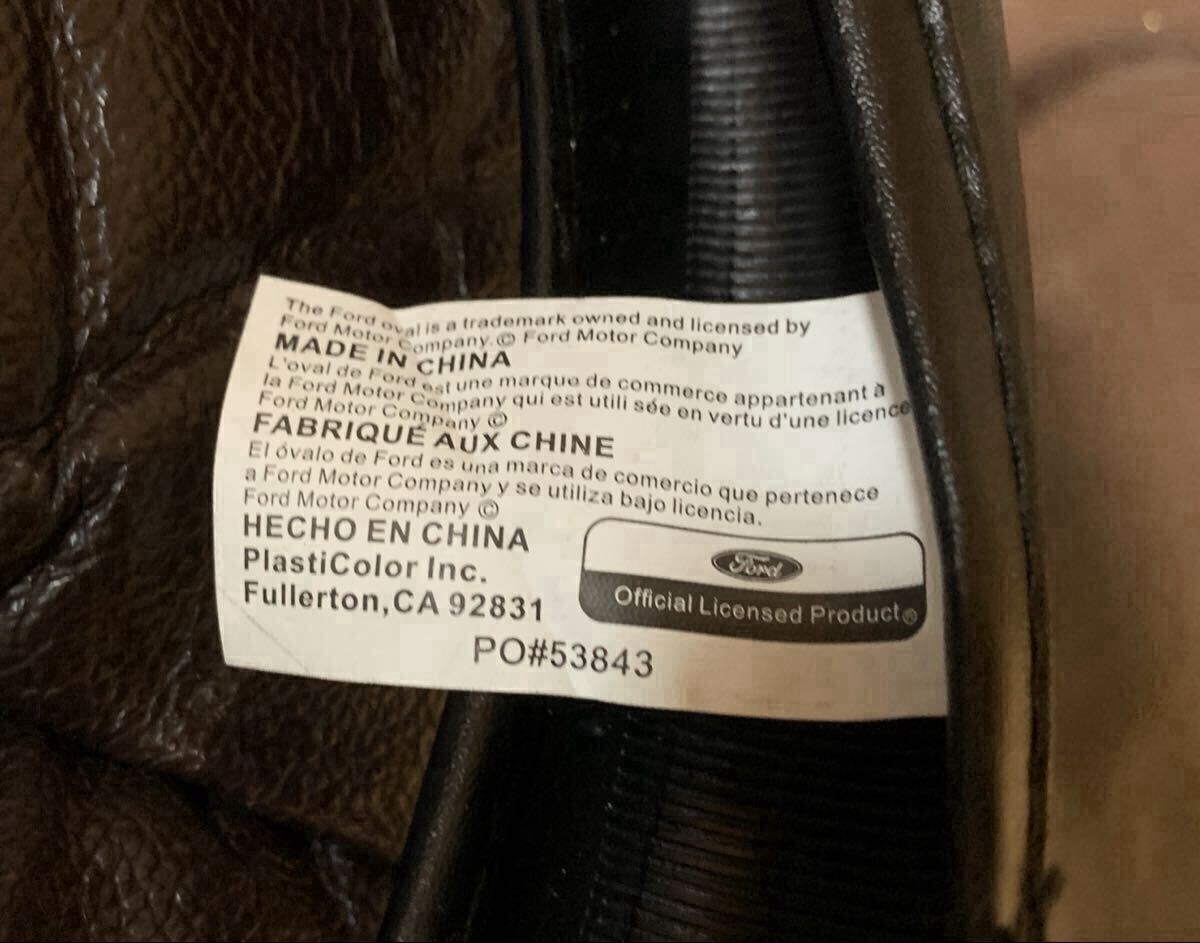 The Ford oval is a trademark owned and licensed by
Ford Motor Company.© Ford Motor Company
MADE IN CHINA
L'oval de Ford est une marque de commerce appartenant à
la Ford Motor Company qui est utili sée en vertu d'une licence
Ford Motor Company ©
FABRIQUÉ AUX CHINE
El óvalo de Ford es una marca de comercio que pertenece
a Ford Motor Company y se utiliza bajo licencia.
Ford Motor Company ©
HECHO EN CHINA
PlastiColor Inc.
Fullerton,CA 92831
Ford
Official Licensed Product®
PO#53843